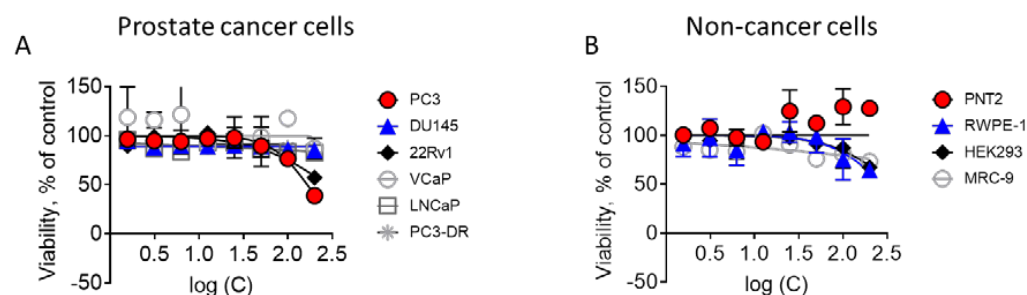 Prostate cancer cells
Non-cancer cells
A
B
Viability, % of control
150
100
50
0
-50
0.5 1.0 1.5 2.0 2.5
log (C)
PC3
DU145
22Rv1
VCaP
LNCaP
PC3-DR
Viability, % of control
150
100
50
0
-50
0.5 1.0 1.5 2.0 2.5
log (C)
PNT2
RWPE-1
HEK293
MRC-9